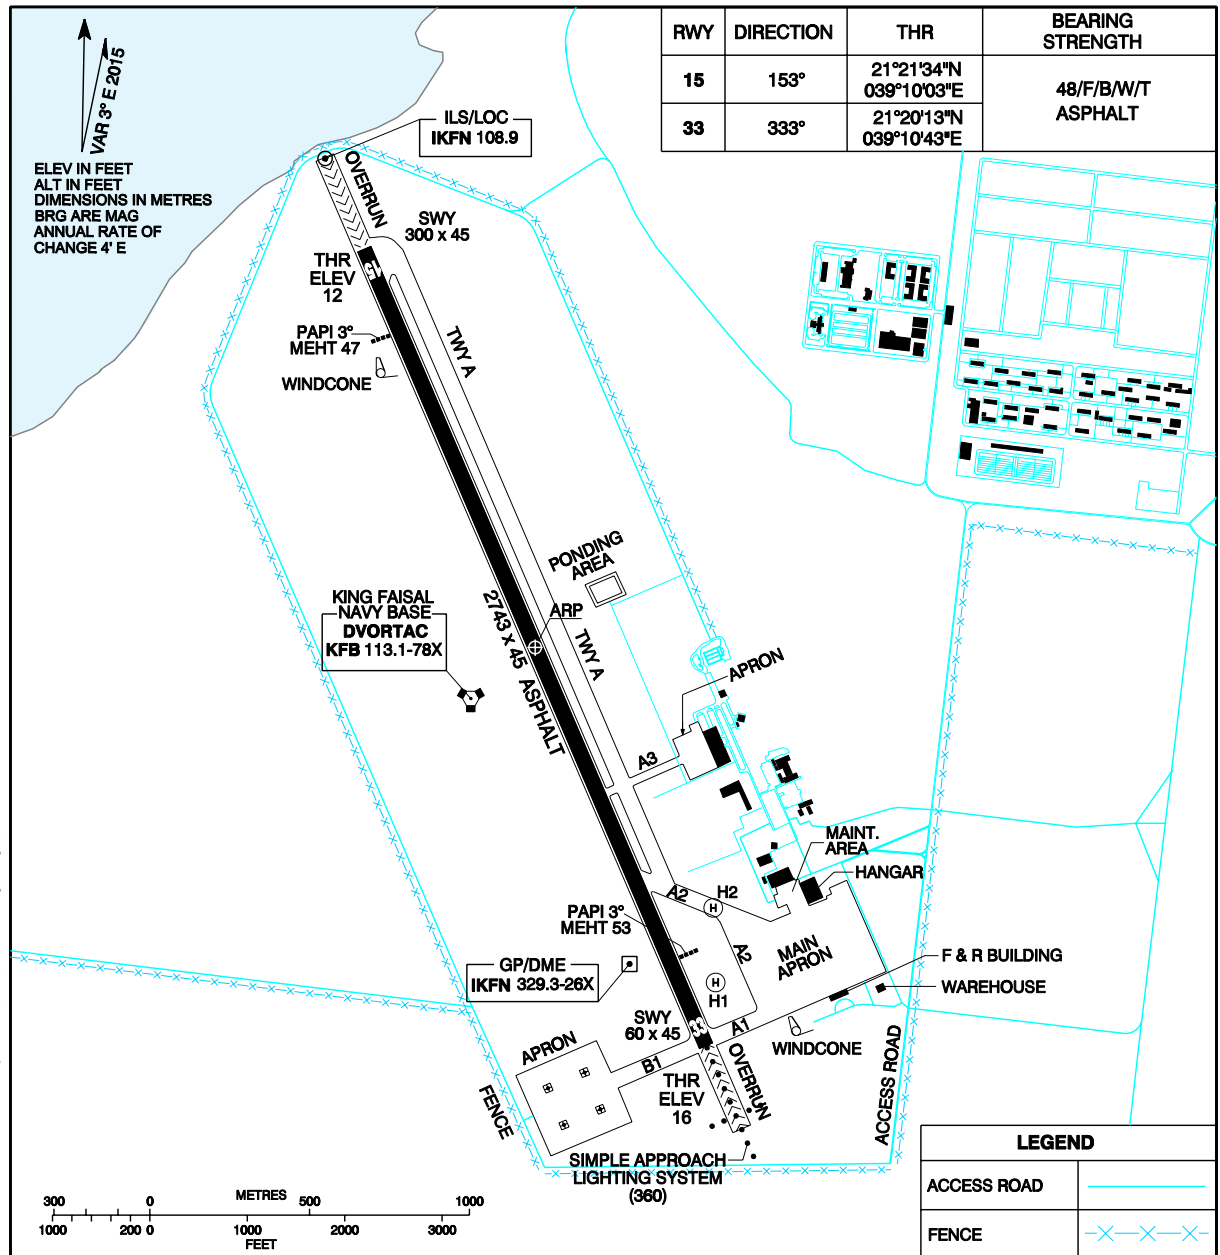 RWY DIRECTION THR BEARING STRENGTH
15 153° 21°21'34"N 039°10'03"E 48/F/B/W/T ASPHALT
33 333° 21°20'13"N 039°10'43"E
VAR 3° E 2015
ELEV IN FEET
ALT IN FEET
DIMENSIONS IN METRES
BRG ARE MAG
ANNUAL RATE OF
CHANGE 4' E
ILS/LOC
IKFN 108.9
OVERRUN
SWY
300 x 45
THR
ELEV
12
15
PAPI 3°
MEHT 47
WINDCONE
TWY A
PONDING
AREA
KING FAISAL
NAVY BASE
DVORTAC
KFB 113.1-78X
ARP
2743 x 45 ASPHALT
TWY A
APRON
A3
MAINT.
AREA
HANGAR
A2
H2
H
PAPI 3°
MEHT 53
A2
MAIN
APRON
F & R BUILDING
WAREHOUSE
GP/DME
IKFN 329.3-26X
H
H1
SWY
60 x 45
33
A1
WINDCONE
APRON
B1
THR
ELEV
16
OVERRUN
FENCE
ACCESS ROAD
SIMPLE APPROACH
LIGHTING SYSTEM
(360)
METRES
300 0 500 1000
1000 200 0 1000 2000 3000
FEET
LEGEND
ACCESS ROAD
FENCE